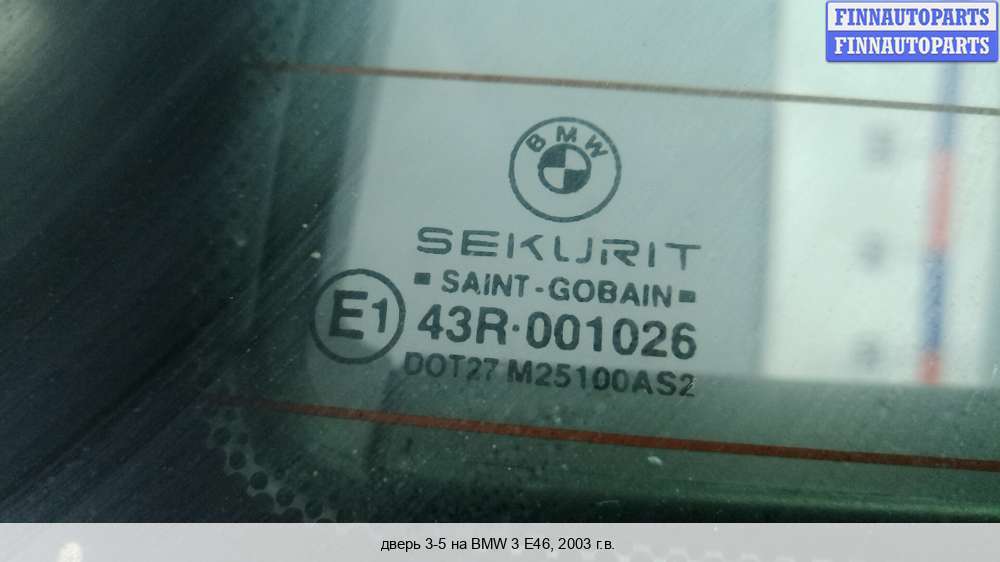 FINNAUTOPARTS
FINNAUTOPARTS
BMW
SEKURIT
SAINT-GOBAIN
E1 43R·001026
DOT27 M25100AS2
дверь 3-5 на BMW 3 E46, 2003 г.в.